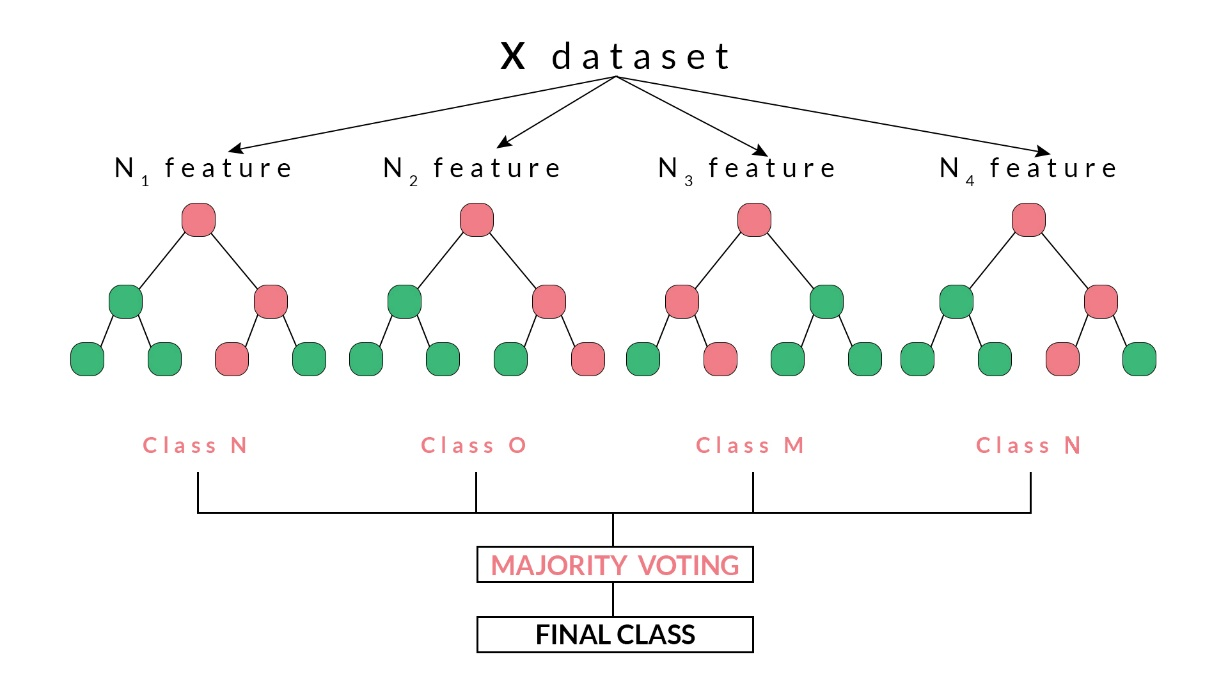 X dataset
N1 feature
N2 feature
N3 feature
N4 feature
Class N
Class O
Class M
Class N
MAJORITY VOTING
FINAL CLASS